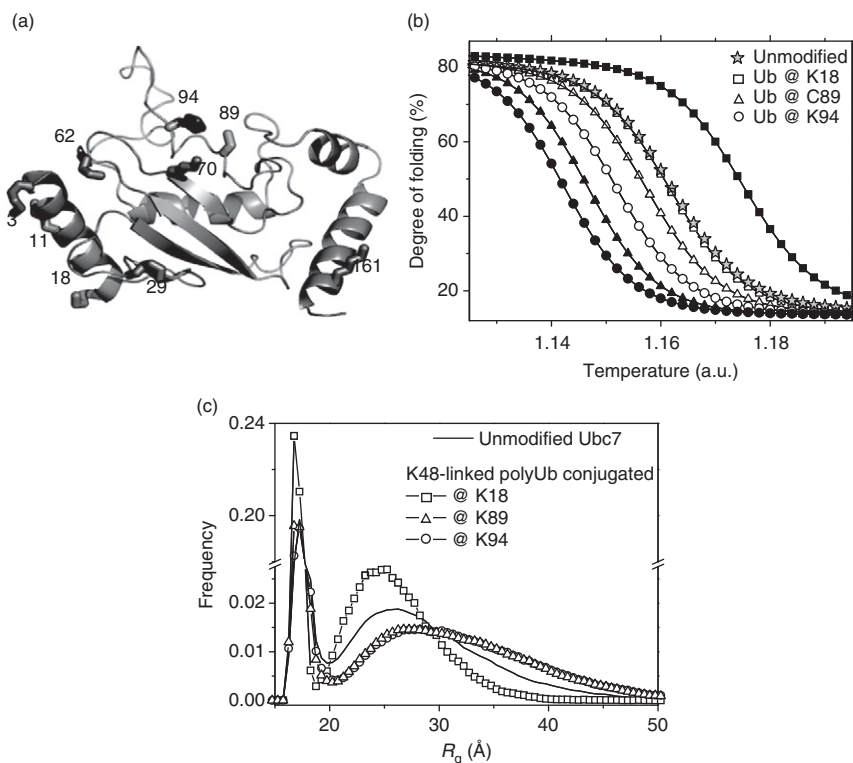 (a)
94
89
62
70
3
11
18
29
161
(b)
80
60
40
20
Degree of folding (%)
Unmodified
Ub @ K18
Ub @ C89
Ub @ K94
1.14
1.16
1.18
Temperature (a.u.)
(c)
0.24
0.20
0.02
0.01
0.00
Frequency
Unmodified Ubc7
K48-linked polyUb conjugated
@ K18
@ K89
@ K94
20
30
40
50
Rg (Å)